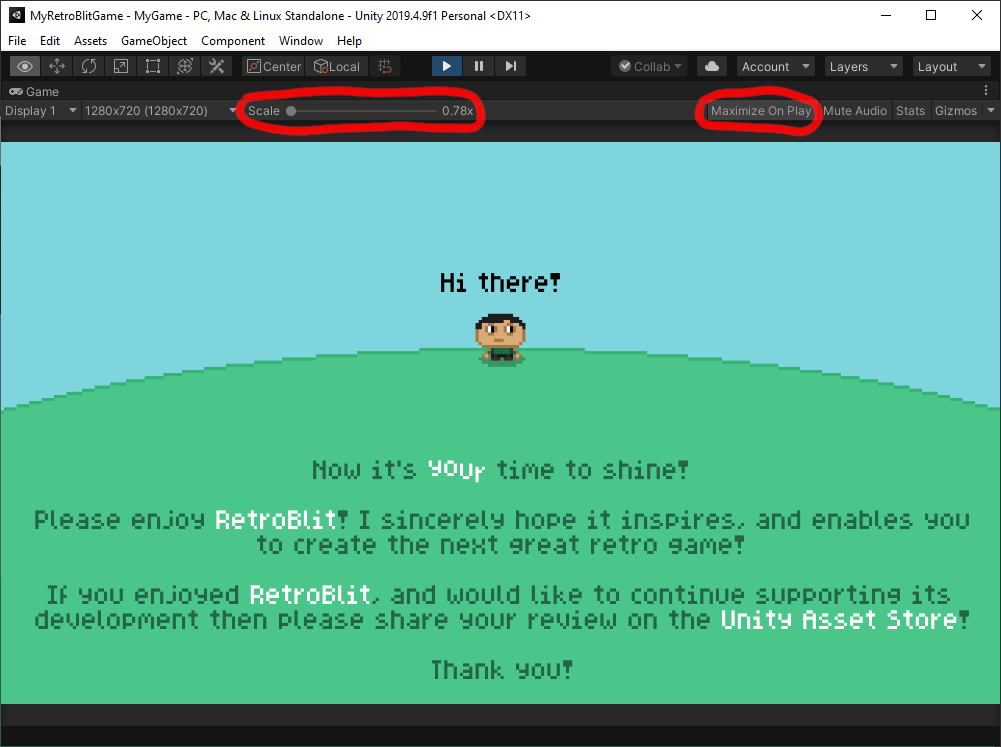 MyRetroBlitGame - MyGame - PC, Mac & Linux Standalone - Unity 2019.4.9f1 Personal <DX11>
File Edit Assets GameObject Component Window Help
Center Local Collab Account Layers Layout
Game
Display 1 1280x720 (1280x720) Scale 0.78x Maximize On Play Mute Audio Stats Gizmos
Hi there!
Now it's your time to shine!
Please enjoy RetroBlit! I sincerely hope it inspires, and enables you
to create the next great retro game!
If you enjoyed RetroBlit, and would like to continue supporting its
development then please share your review on the Unity Asset Store!
Thank you!